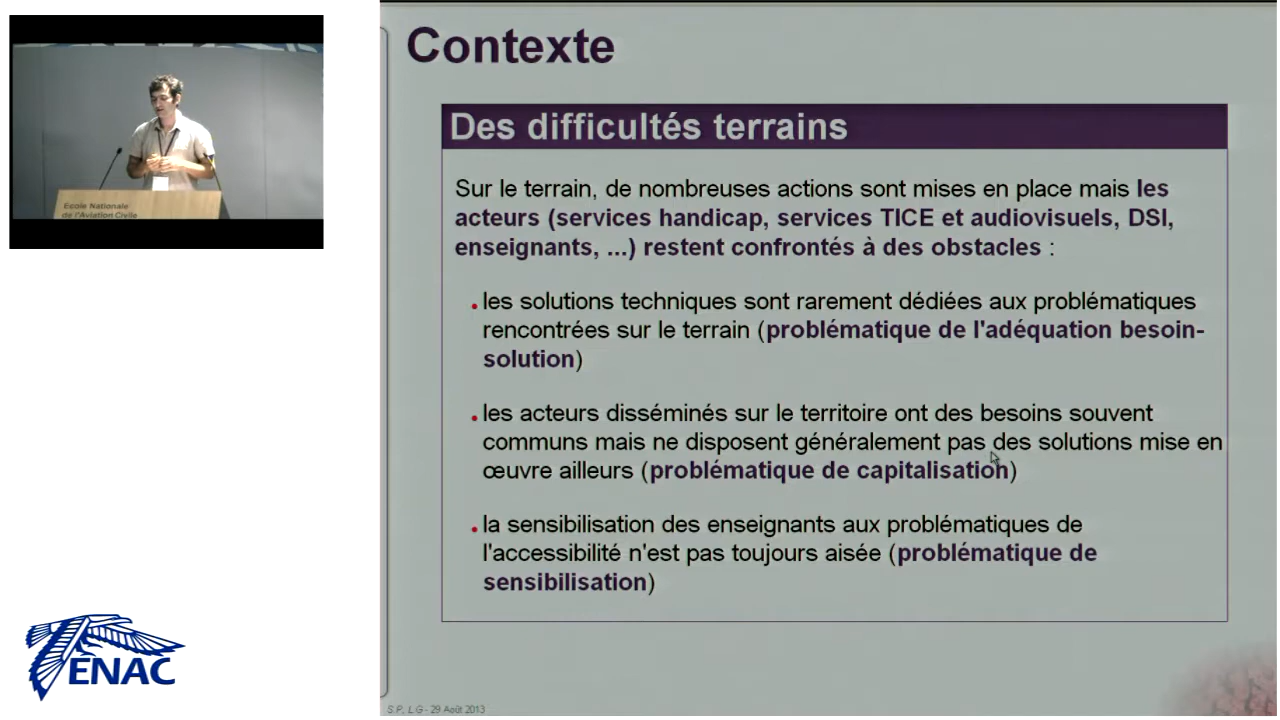 Ecole Nationale
de l'Aviation Civile
ENAC
Contexte
Des difficultés terrains
Sur le terrain, de nombreuses actions sont mises en place mais les
acteurs (services handicap, services TICE et audiovisuels, DSI,
enseignants, ...) restent confrontés à des obstacles :
les solutions techniques sont rarement dédiées aux problématiques
rencontrées sur le terrain (problématique de l'adéquation besoin-
solution)
les acteurs disséminés sur le territoire ont des besoins souvent
communs mais ne disposent généralement pas des solutions mise en
œuvre ailleurs (problématique de capitalisation)
la sensibilisation des enseignants aux problématiques de
l'accessibilité n'est pas toujours aisée (problématique de
sensibilisation)
S.P, L.G - 29 Août 2013